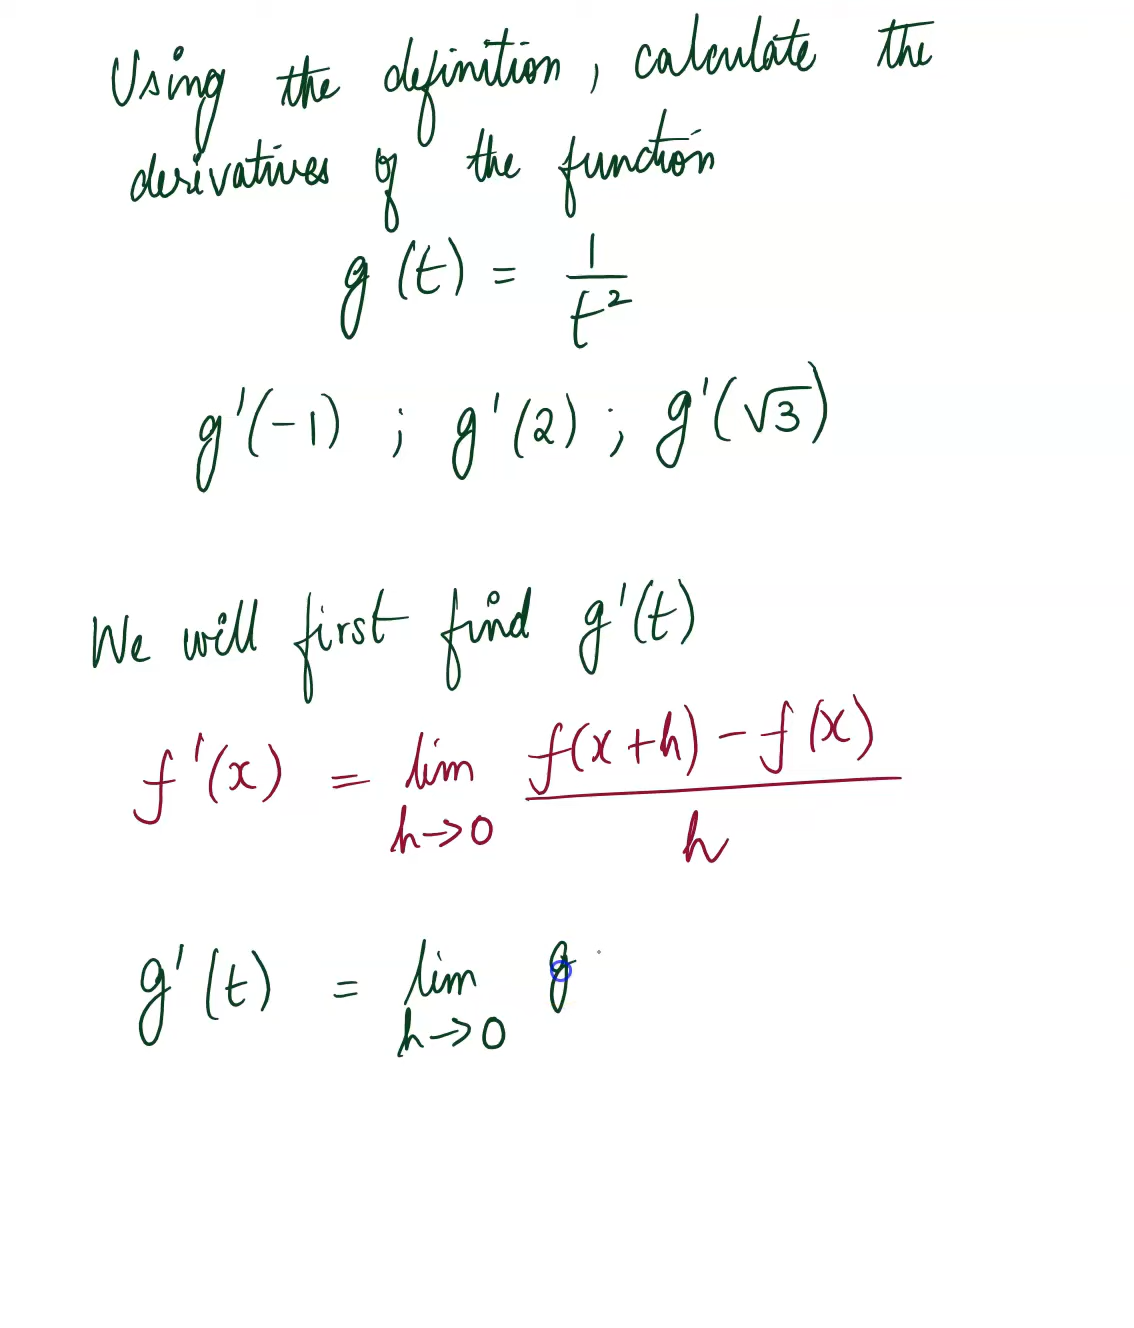 Using the definition, calculate the
derivatives of the function
g(t) = 1/t²
g'(-1) ; g'(2) ; g'(√3)
We will first find g'(t)
f'(x) = lim h→0 (f(x+h) - f(x))/h
g'(t) = lim h→0 g